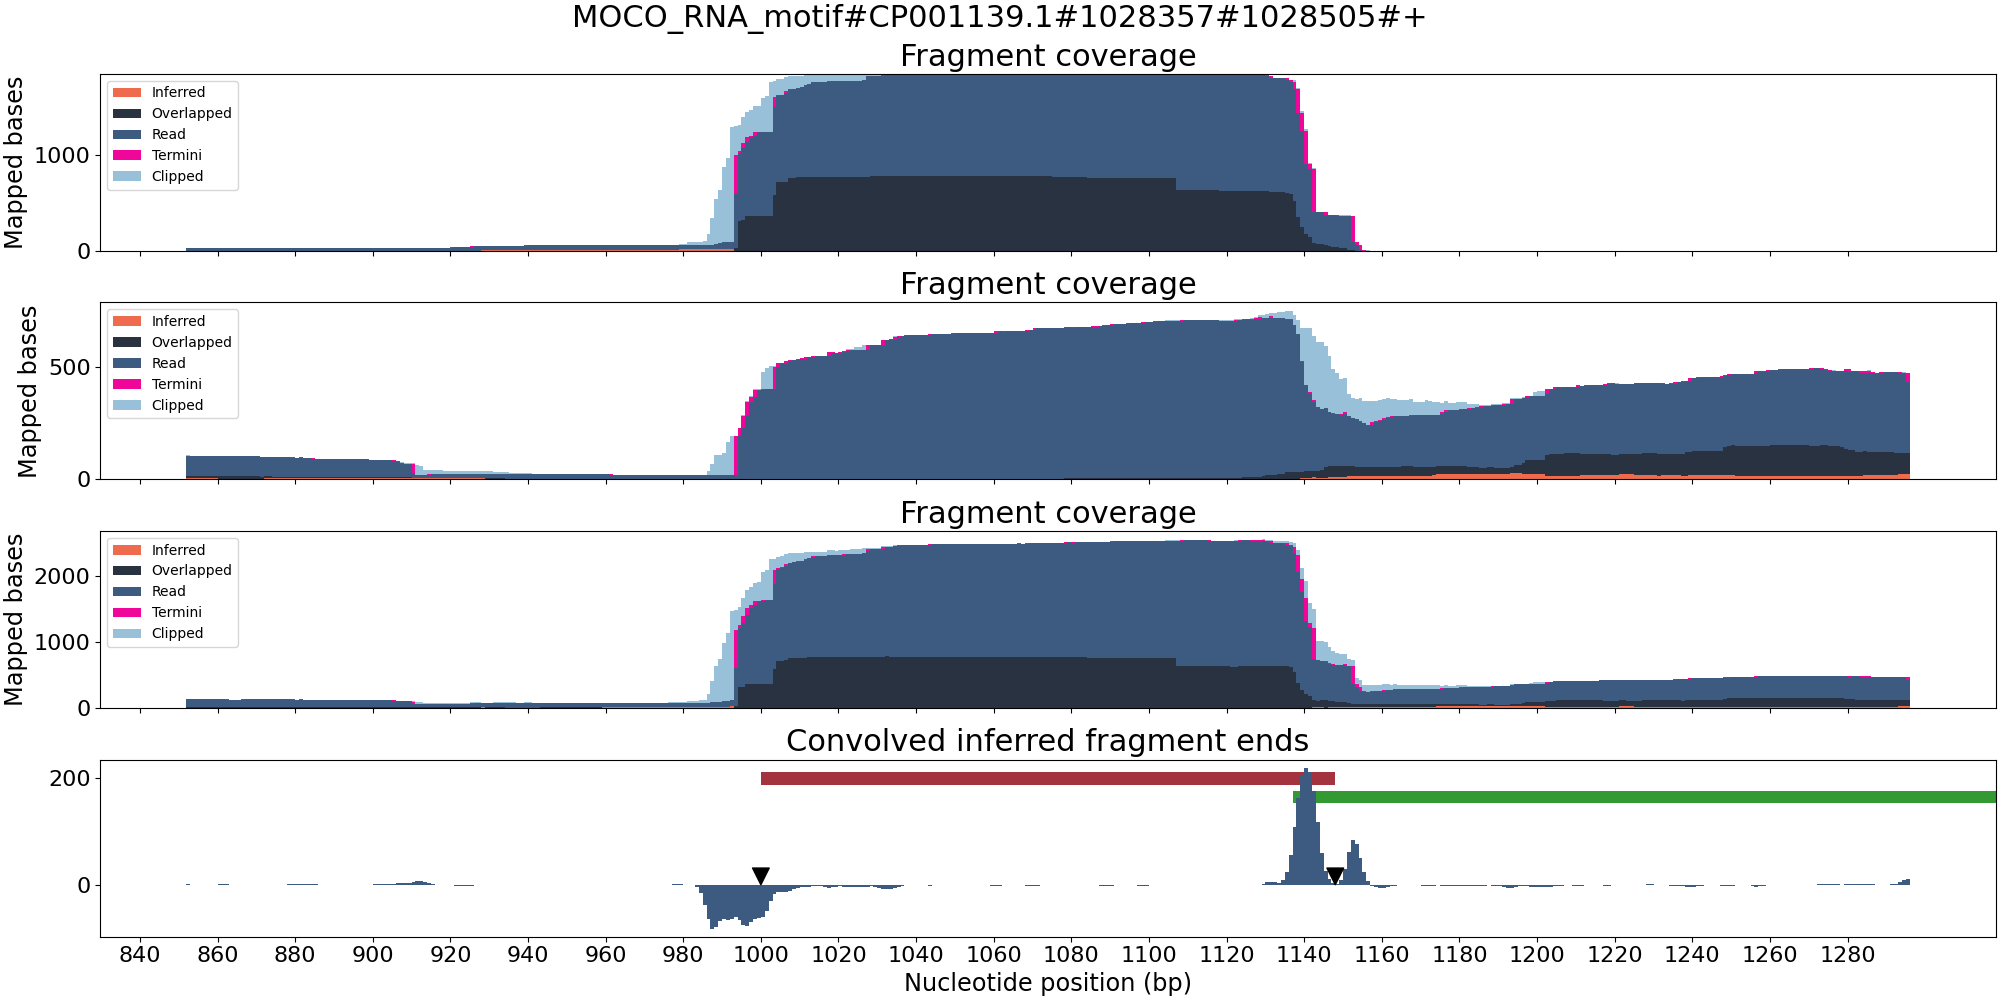 MOCO_RNA_motif#CP001139.1#1028357#1028505#+
Fragment coverage
Mapped bases
1000
0
Inferred
Overlapped
Read
Termini
Clipped
Fragment coverage
Mapped bases
500
0
Inferred
Overlapped
Read
Termini
Clipped
Fragment coverage
Mapped bases
2000
1000
0
Inferred
Overlapped
Read
Termini
Clipped
Convolved inferred fragment ends
200
0
840 860 880 900 920 940 960 980 1000 1020 1040 1060 1080 1100 1120 1140 1160 1180 1200 1220 1240 1260 1280
Nucleotide position (bp)